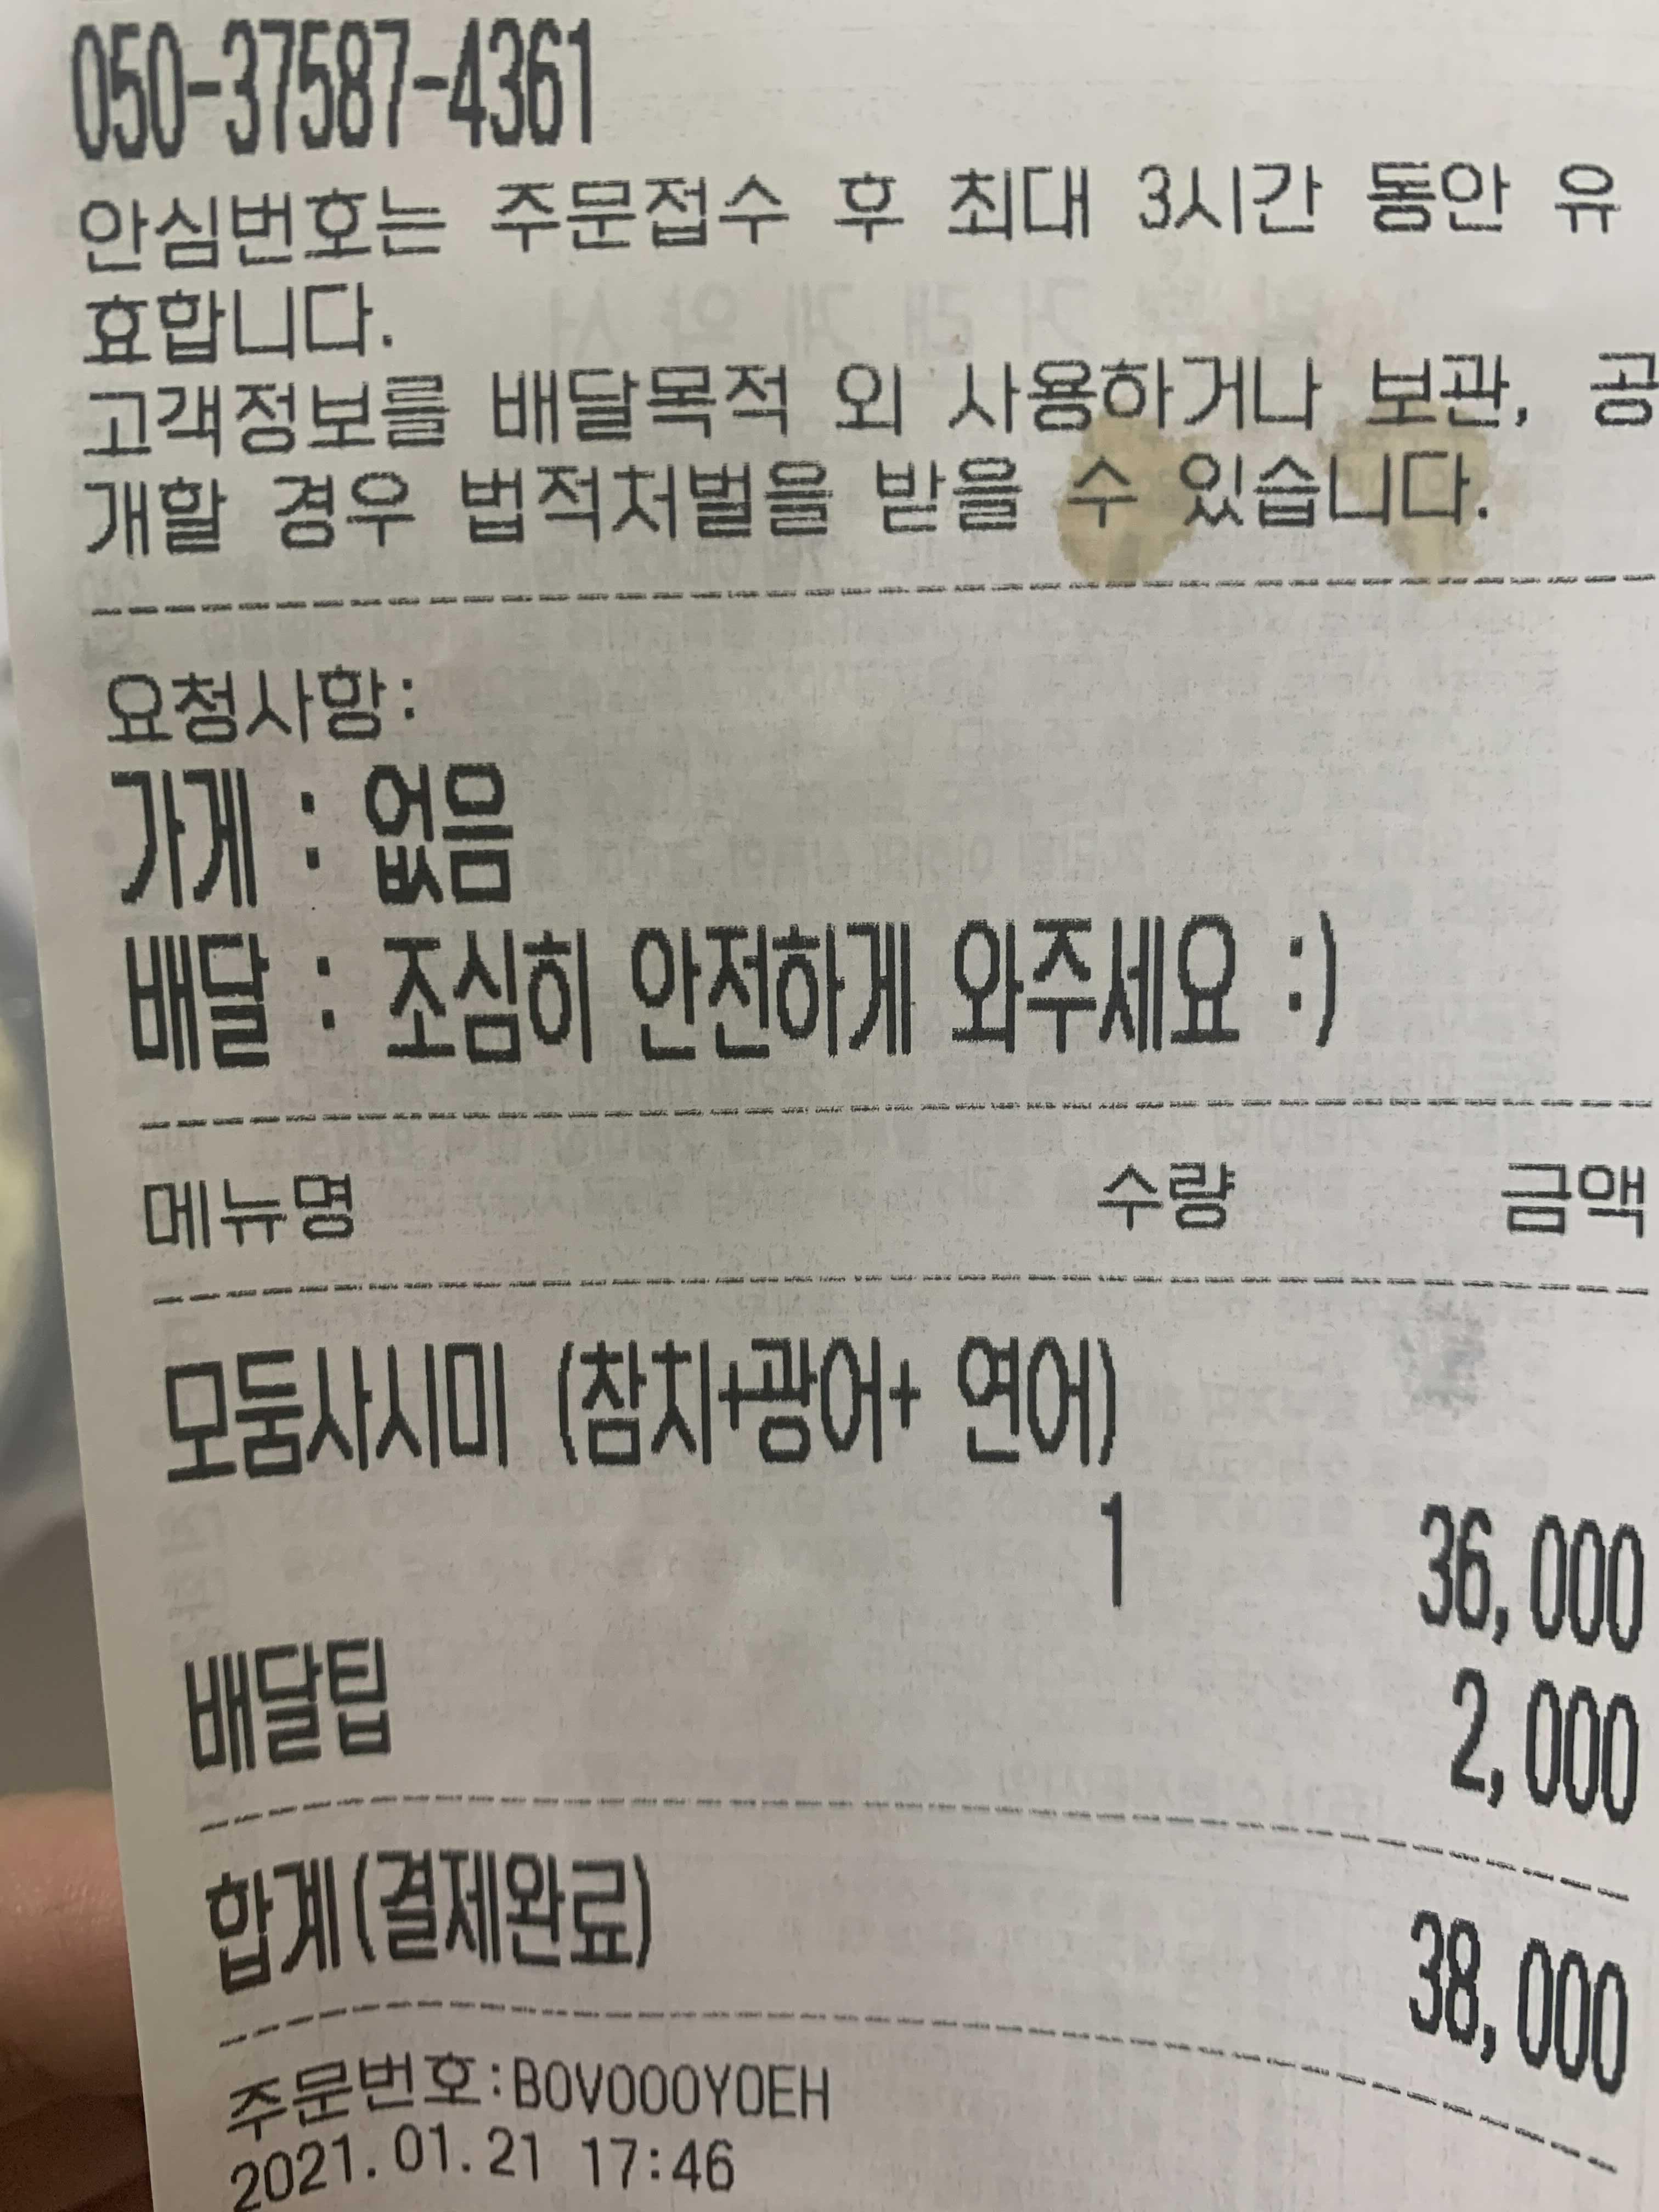 050-37587-4361
안심번호는 주문접수 후 최대 3시간 동안 유
효합니다.
고객정보를 배달목적 외 사용하거나 보관, 공
개할 경우 법적처벌을 받을 수 있습니다.
요청사항:
가게 : 없음
배달 : 조심히 안전하게 와주세요 :)
메뉴명 수량 금액
모둠사시미 (참치+광어+ 연어)
1 36,000
배달팁 2,000
합계(결제완료) 38,000
주문번호:B0V000Y0EH
2021.01.21 17:46